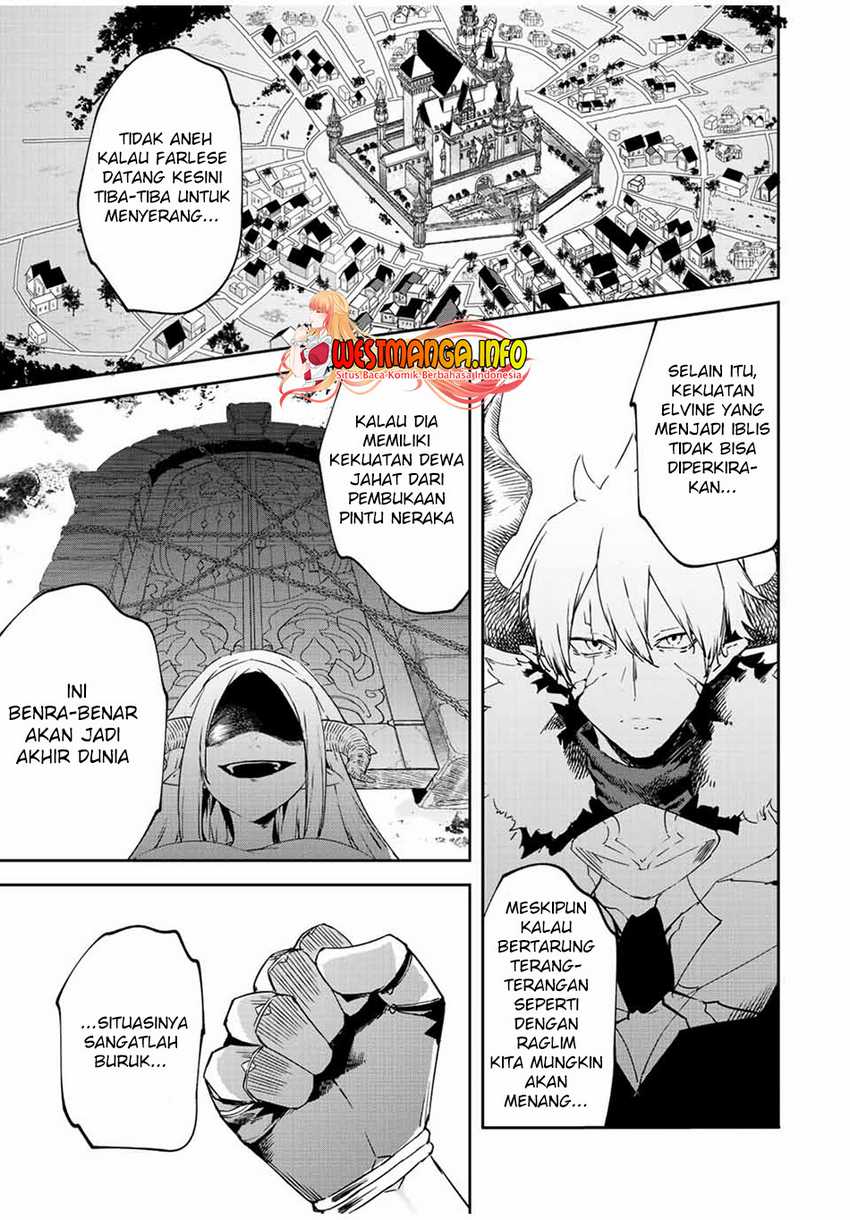 TIDAK ANEH
KALAU FARLESE
DATANG KESINI
TIBA-TIBA UNTUK
MENYERANG...
WESTMANGA.INFO
Situs Baca Komik Berbahasa Indonesia
SELAIN ITU,
KEKUATAN
ELVINE YANG
MENJADI IBLIS
TIDAK BISA
DIPERKIRA-
KAN...
MESKIPUN
KALAU
BERTARUNG
TERANG-
TERANGAN
SEPERTI
DENGAN
RAGLIM
KITA MUNGKIN
AKAN
MENANG...
KALAU DIA
MEMILIKI
KEKUATAN DEWA
JAHAT DARI
PEMBUKAAN
PINTU NERAKA
INI
BENRA-BENAR
AKAN JADI
AKHIR DUNIA
...SITUASINYA
SANGATLAH
BURUK...